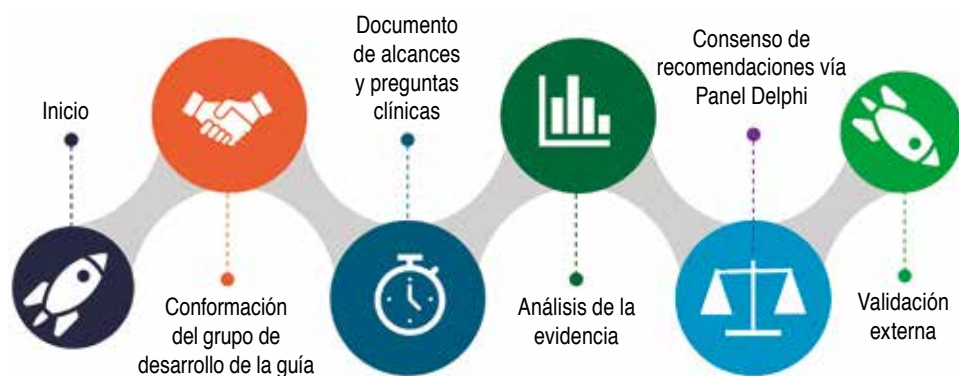 Inicio
Conformación
del grupo de
desarrollo de la guía
Documento
de alcances
y preguntas
clínicas
Análisis de la
evidencia
Consenso de
recomendaciones vía
Panel Delphi
Validación
externa